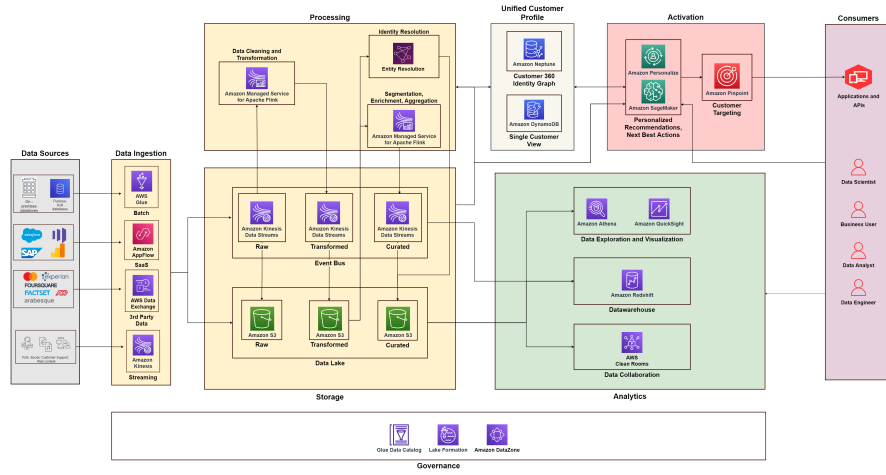 Processing
Unified Customer
Profile
Activation
Consumers
Identity Resolution
Entity Resolution
Data Cleaning and
Transformation
Amazon Managed Service
for Apache Flink
Segmentation,
Enrichment, Aggregation
Amazon Managed Service
for Apache Flink
Amazon Neptune
Customer 360
Identity Graph
Amazon DynamoDB
Single Customer
View
Amazon Personalize
Amazon SageMaker
Personalized
Recommendations,
Next Best Actions
Amazon Pinpoint
Customer
Targeting
Applications and
APIs
Data Scientist
Business User
Data Analyst
Data Engineer
Data Sources
Data Ingestion
On-
premise
databases
databases
AWS
Glue
Batch
salesforce
SAP
Amazon
AppFlow
SaaS
experian
FOURSQUARE
FACTSET
ADP
arabesque
AWS Data
Exchange
3rd Party
Data
Amazon
Kinesis
Streaming
Amazon Kinesis
Data Streams
Raw
Amazon Kinesis
Data Streams
Transformed
Amazon Kinesis
Data Streams
Curated
Event Bus
Amazon S3
Raw
Amazon S3
Transformed
Amazon S3
Curated
Data Lake
Storage
Amazon Athena
Amazon QuickSight
Data Exploration and Visualization
Amazon Redshift
Datawarehouse
AWS
Clean Rooms
Data Collaboration
Analytics
Glue Data Catalog
Lake Formation
Amazon DataZone
Governance